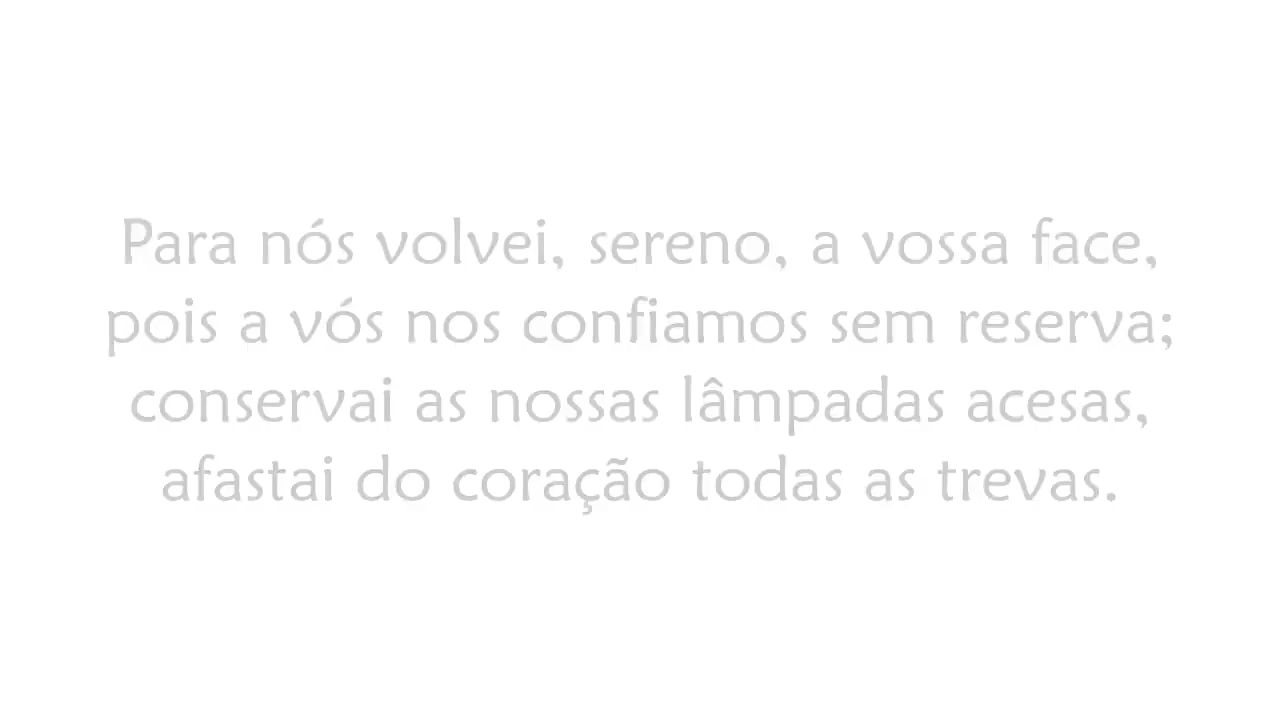 Para nós volvei, sereno, a vossa face,
pois a vós nos confiamos sem reserva;
conservai as nossas lâmpadas acesas,
afastai do coração todas as trevas.